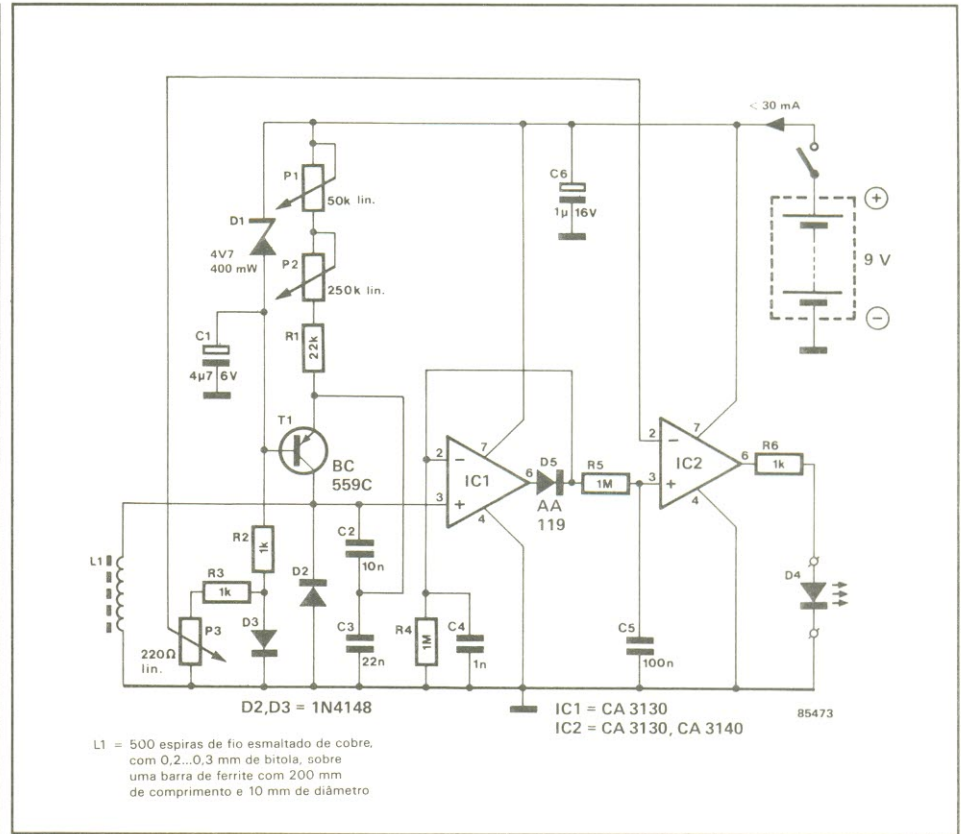 < 30 mA
P1
50k lin.
C6
1µ 16V
+
9 V
−
D1
4V7
400 mW
P2
250k lin.
C1
4µ7 6V
R1
22k
T1
BC
559C
2
−
7
IC1
3
+
6
4
D5
AA
119
R5
1M
2
−
7
IC2
3
+
6
4
R6
1k
L1
R2
1k
R3
1k
P3
220Ω
lin.
D3
D2
C2
10n
C3
22n
R4
1M
C4
1n
C5
100n
D4
D2,D3 = 1N4148
IC1 = CA 3130
IC2 = CA 3130, CA 3140
85473
L1 = 500 espiras de fio esmaltado de cobre,
com 0,2...0,3 mm de bitola, sobre
uma barra de ferrite com 200 mm
de comprimento e 10 mm de diâmetro